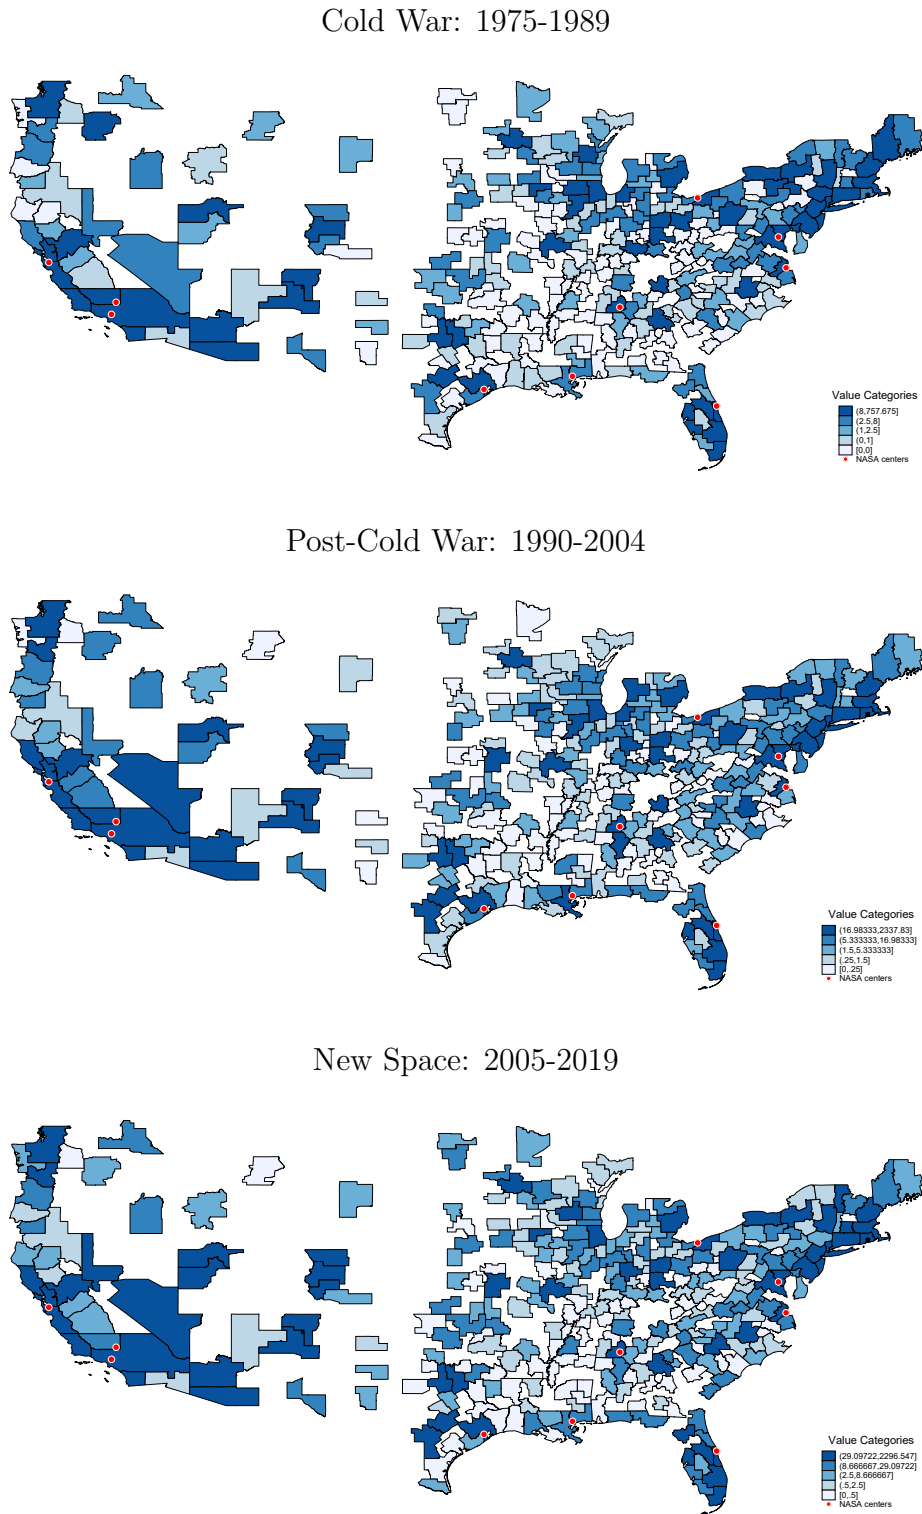 Cold War: 1975-1989
Value Categories
(8,757.675]
(2.5,8]
(1,2.5]
(0,1]
[0,0]
NASA centers
Post-Cold War: 1990-2004
Value Categories
(16.98333,2337.83]
(5.333333,16.98333]
(1.5,5.333333]
(.25,1.5]
[0,.25]
NASA centers
New Space: 2005-2019
Value Categories
(29.09722,2296.547]
(8.666667,29.09722]
(2.5,8.666667]
(.5,2.5]
[0,.5]
NASA centers